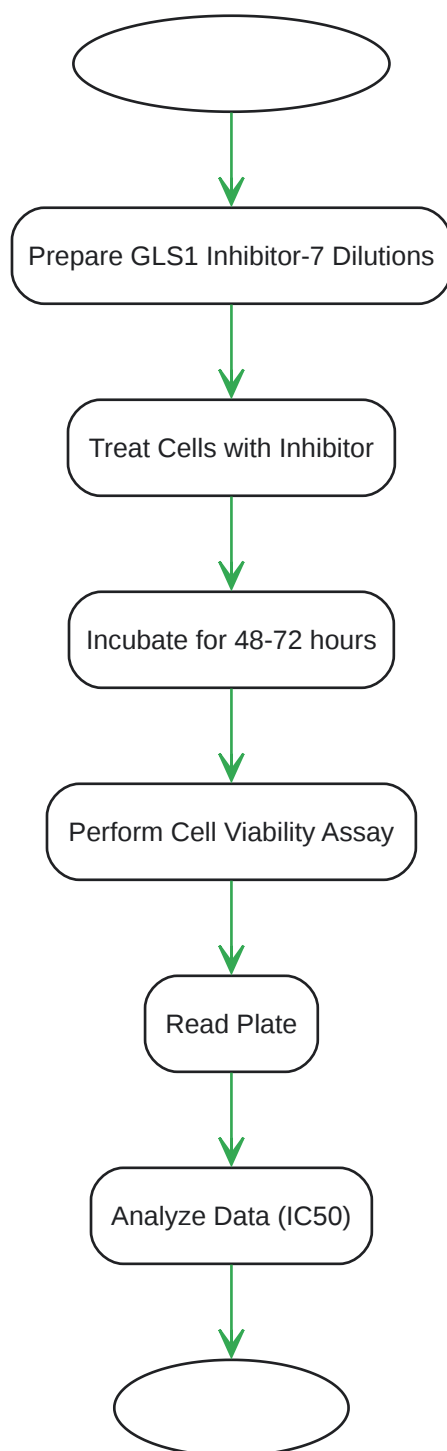 Prepare GLS1 Inhibitor-7 Dilutions
Treat Cells with Inhibitor
Incubate for 48-72 hours
Perform Cell Viability Assay
Read Plate
Analyze Data (IC50)